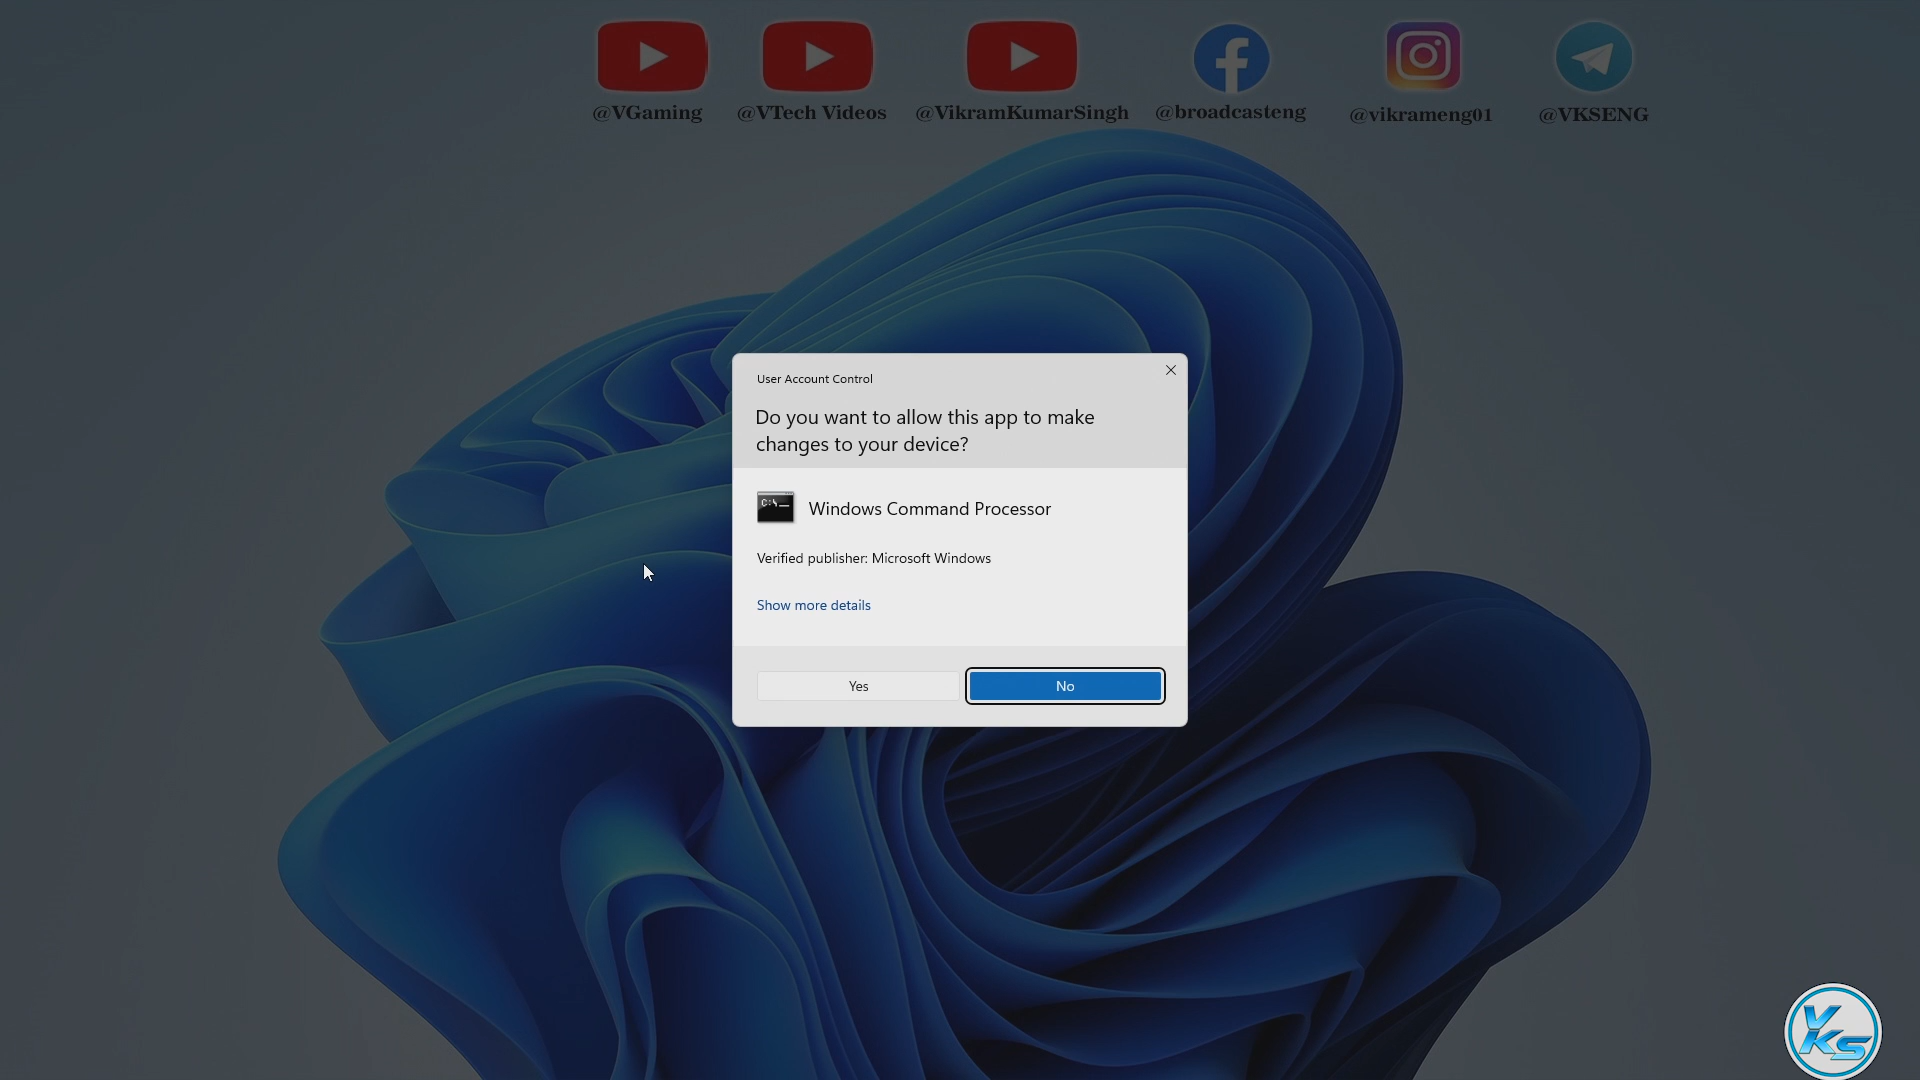 @VGaming
@VTech Videos
@VikramKumarSingh
@broadcasteng
@vikrameng01
@VKSENG
User Account Control
Do you want to allow this app to make
changes to your device?
C:\_
Windows Command Processor
Verified publisher: Microsoft Windows
Show more details
Yes
No
VKS